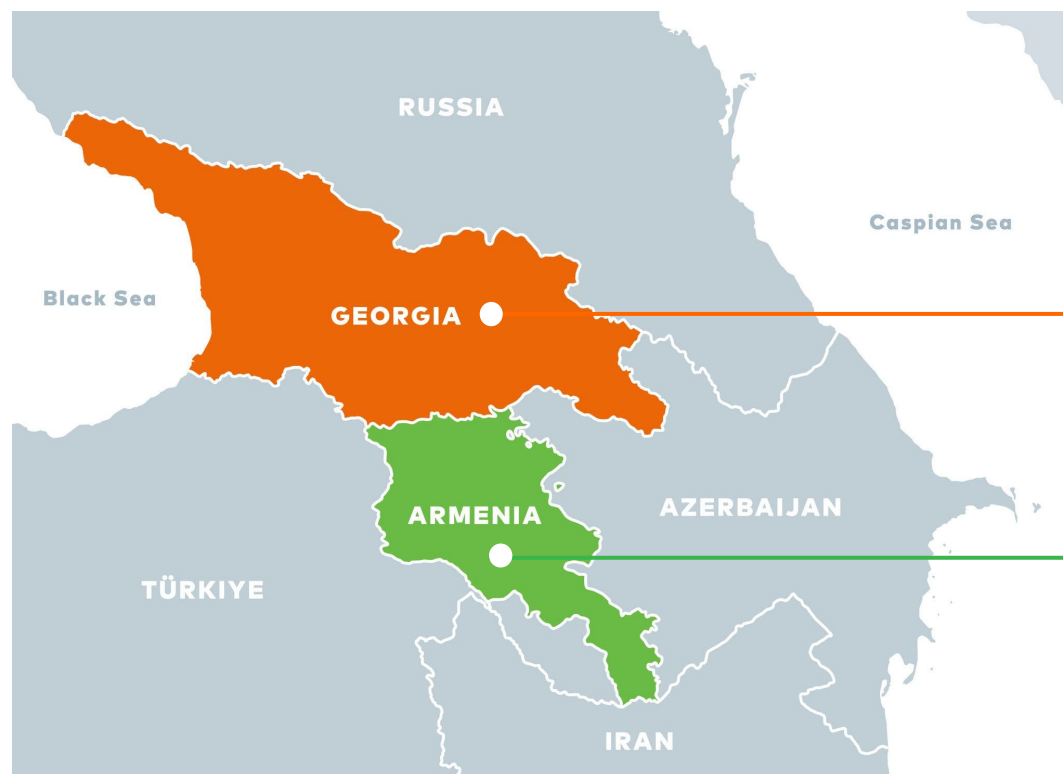 RUSSIA
Caspian Sea
Black Sea
GEORGIA
AZERBAIJAN
ARMENIA
TÜRKIYE
IRAN